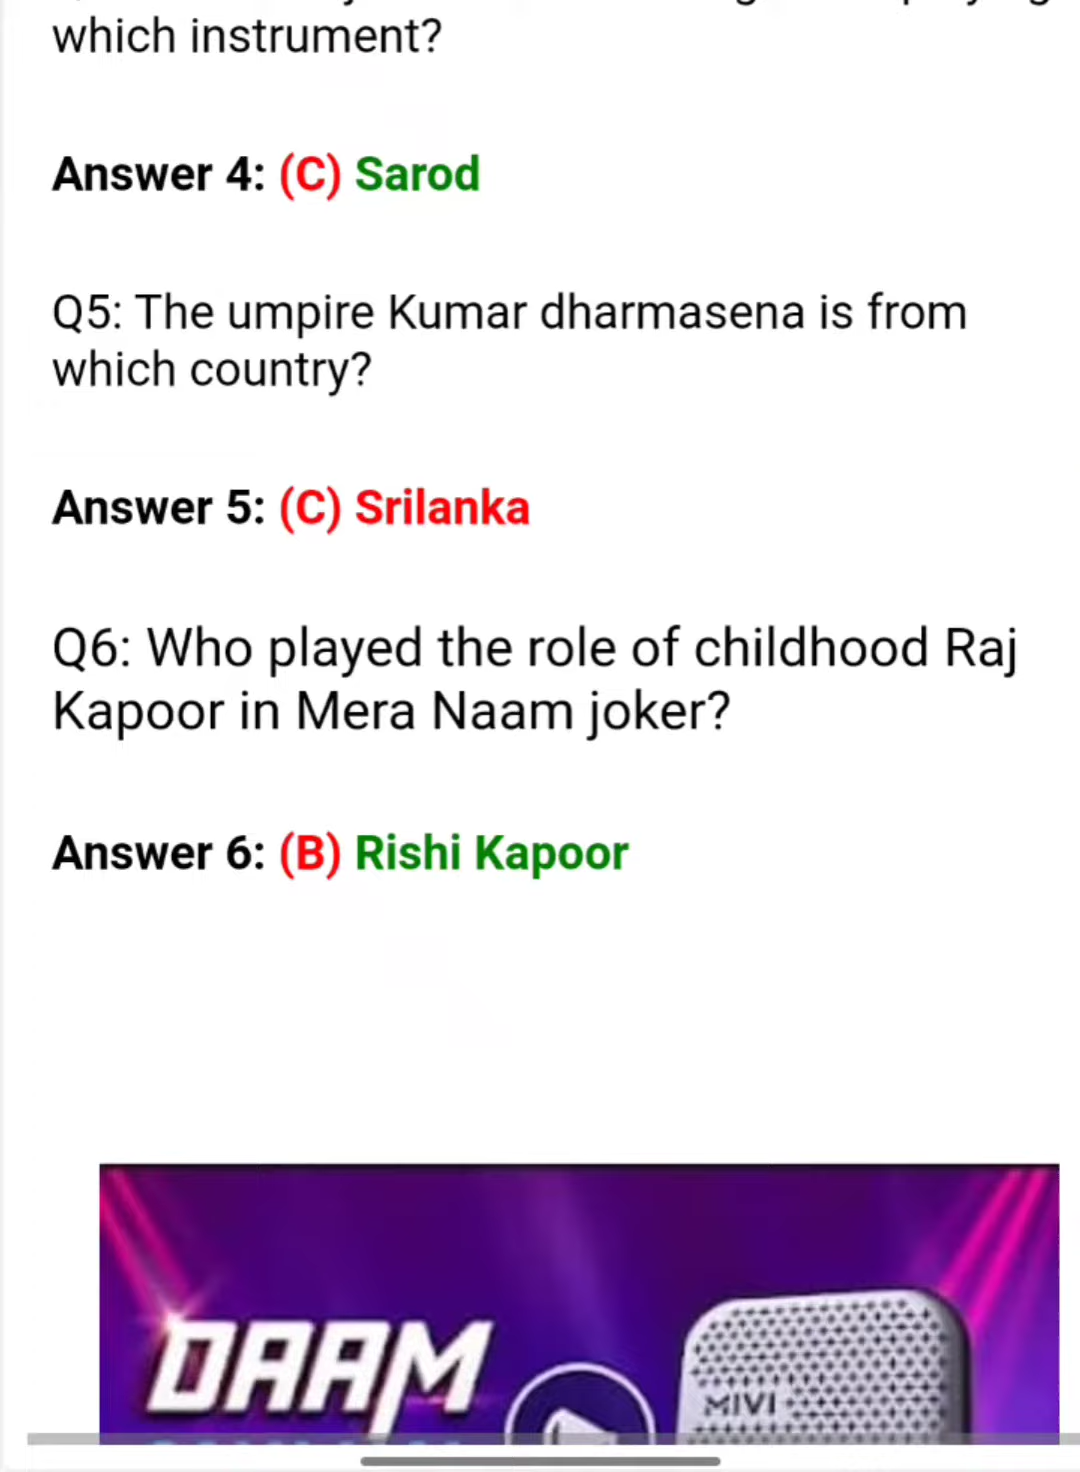 which instrument?
Answer 4: (C) Sarod
Q5: The umpire Kumar dharmasena is from
which country?
Answer 5: (C) Srilanka
Q6: Who played the role of childhood Raj
Kapoor in Mera Naam joker?
Answer 6: (B) Rishi Kapoor
DAAM
MIVI